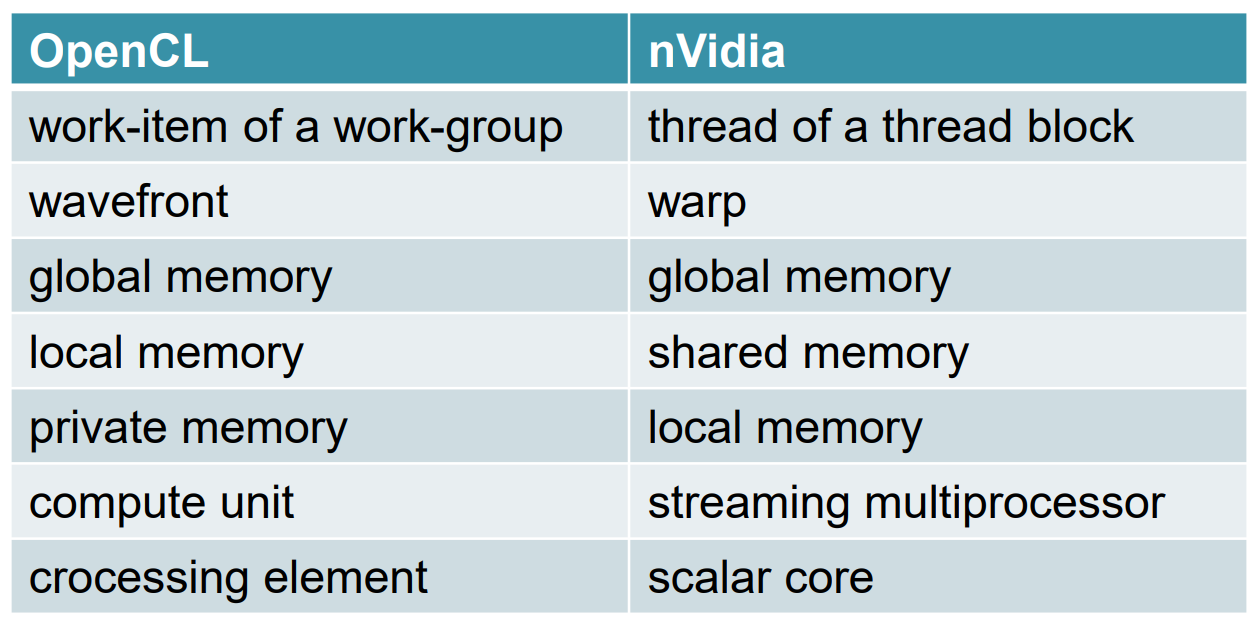 OpenCL nVidia
work-item of a work-group thread of a thread block
wavefront warp
global memory global memory
local memory shared memory
private memory local memory
compute unit streaming multiprocessor
crocessing element scalar core